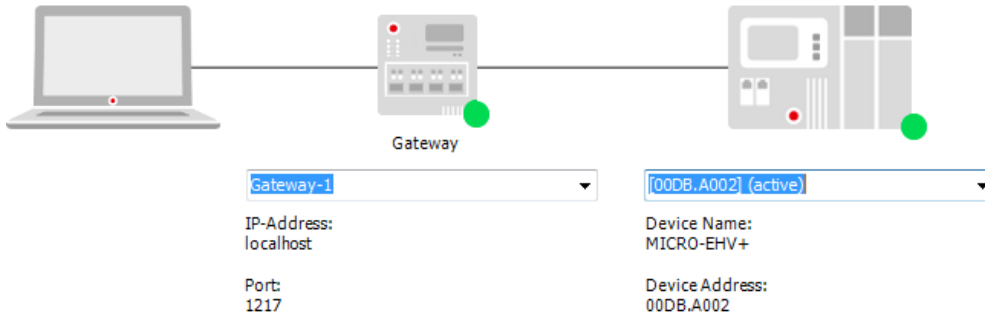 Gateway
Gateway-1
[00DB.A002] (active)
IP-Address:
localhost
Device Name:
MICRO-EHV+
Port:
1217
Device Address:
00DB.A002